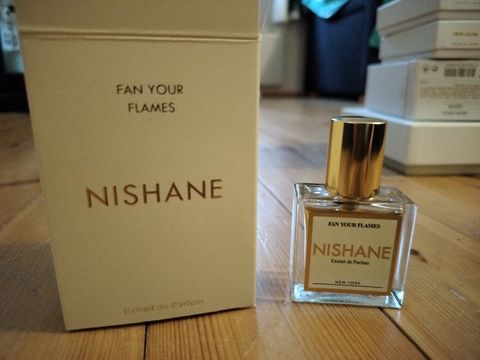 FAN YOUR
FLAMES
NISHANE
Extrait de Parfum
FAN YOUR FLAMES
NISHANE
Extrait de Parfum
NEW YORK